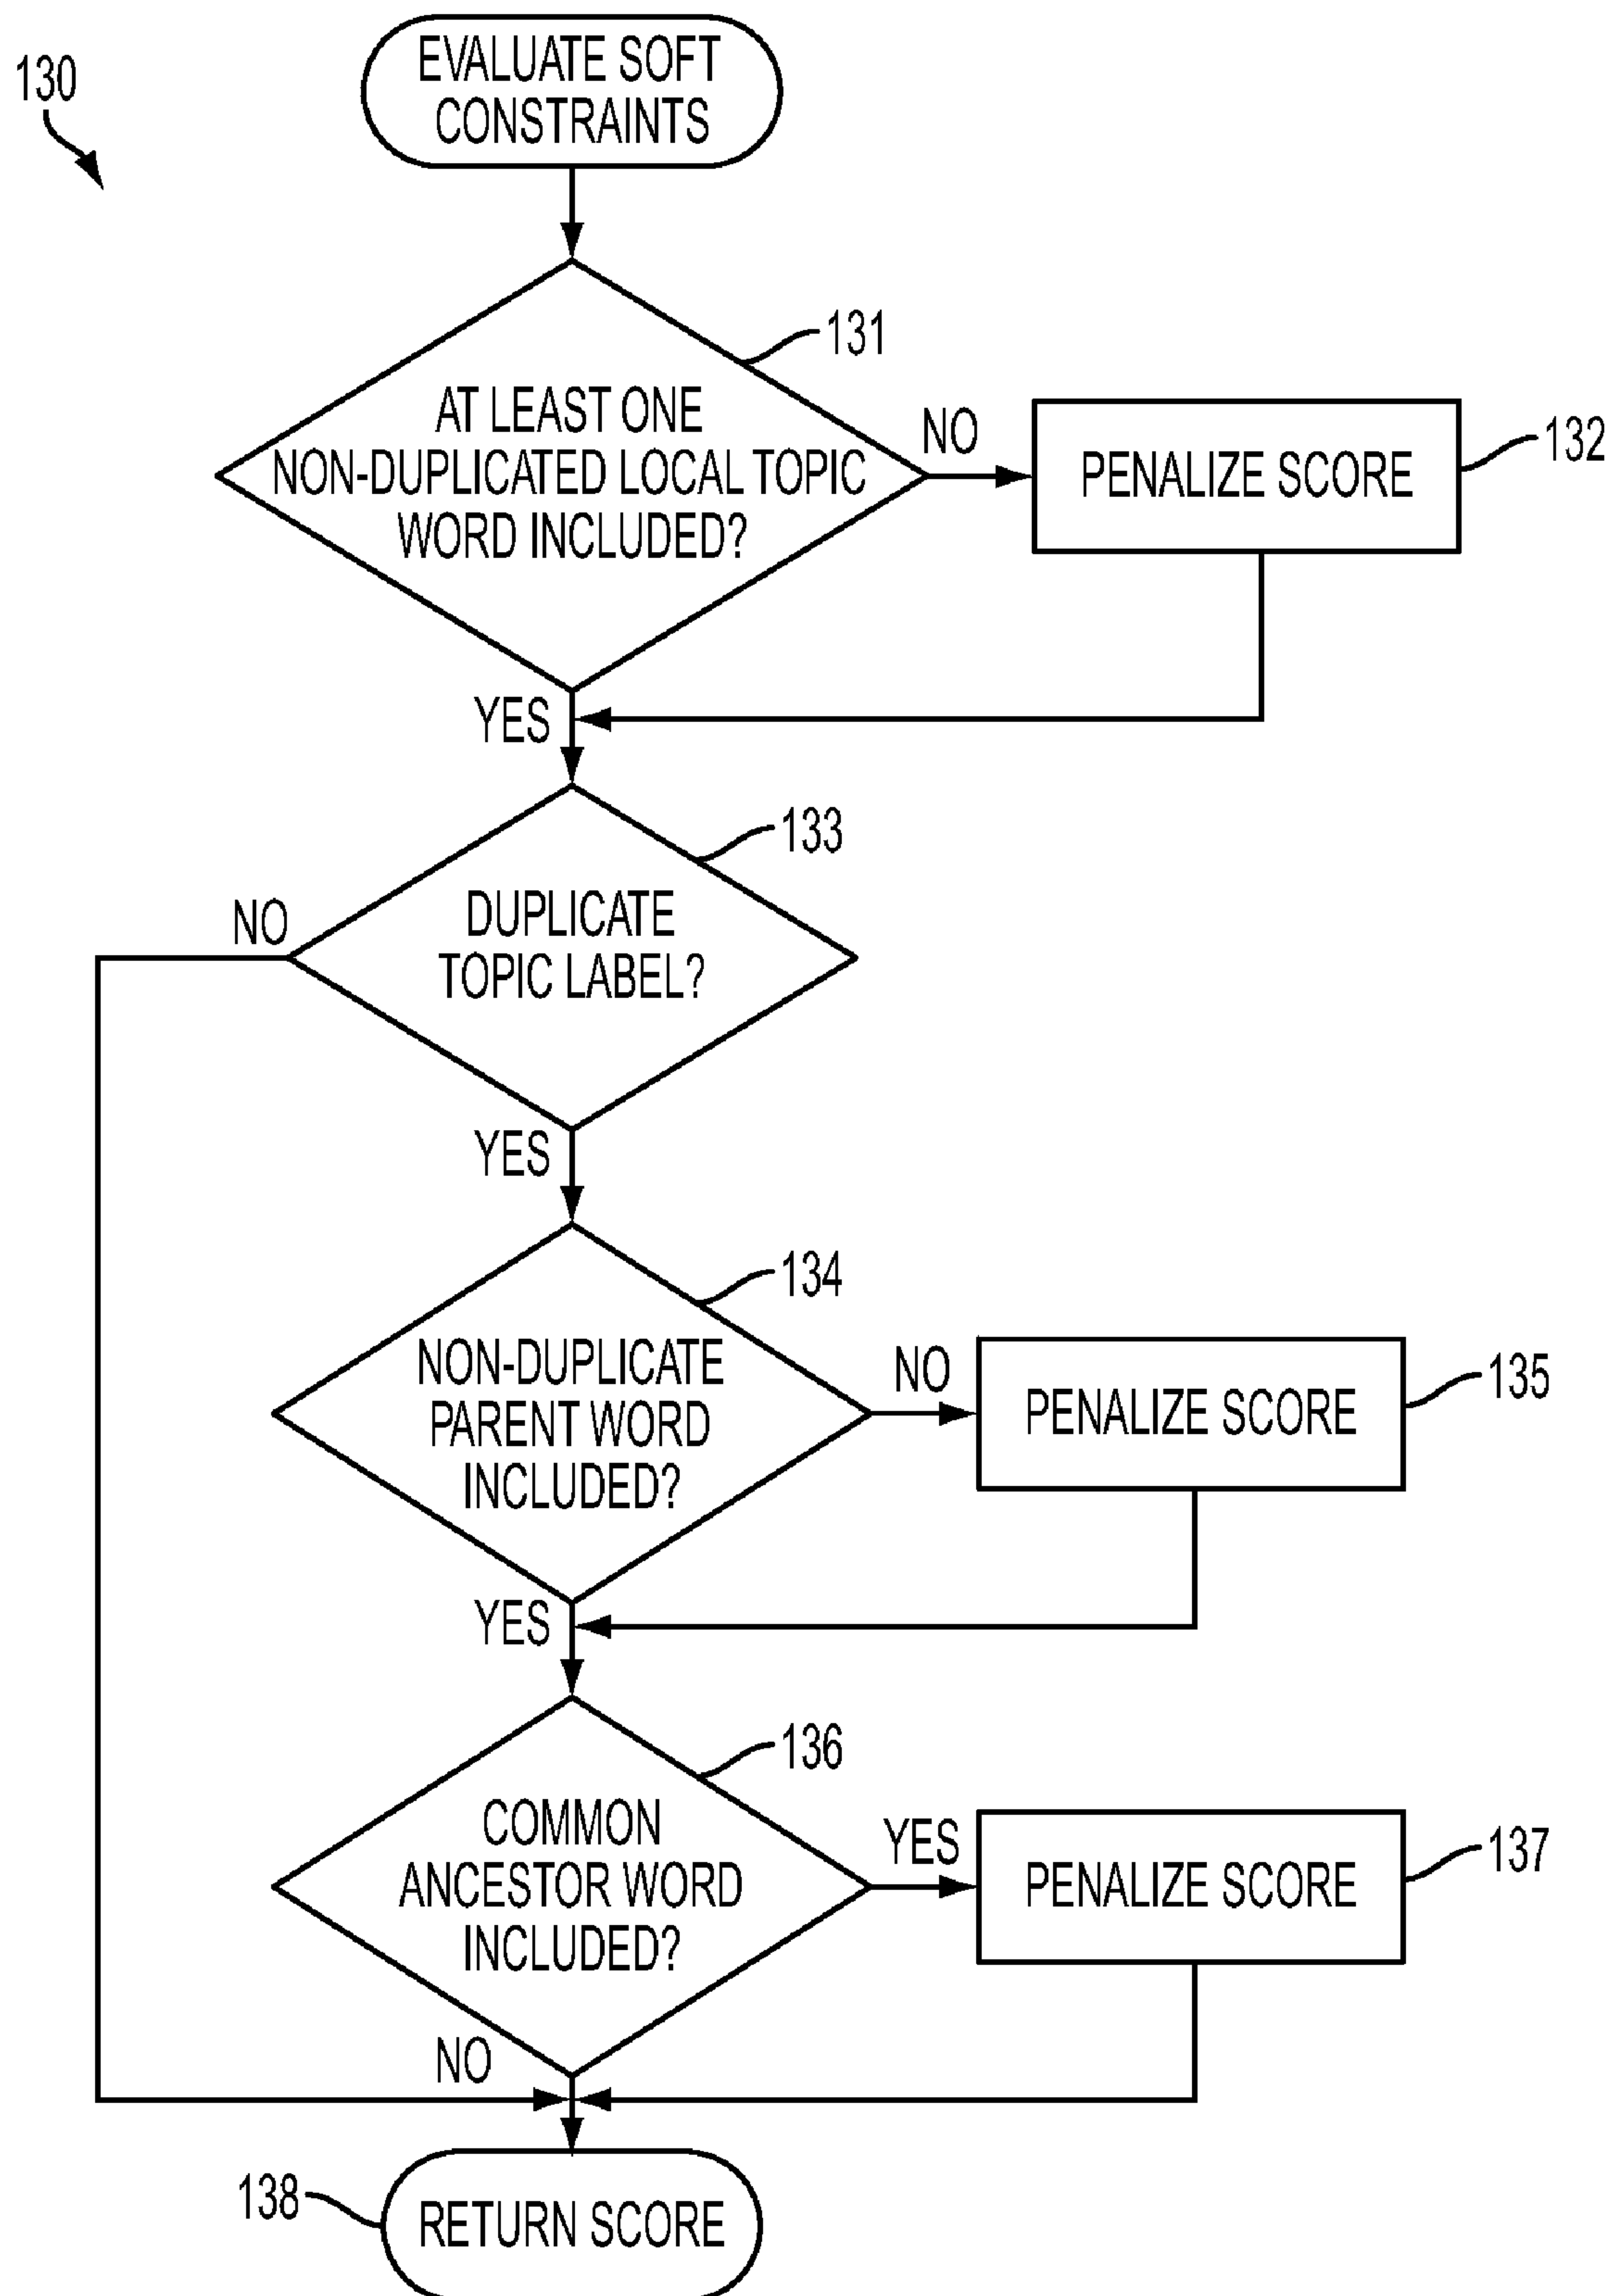 130
EVALUATE SOFT
CONSTRAINTS
131
AT LEAST ONE
NON-DUPLICATED LOCAL TOPIC
WORD INCLUDED?
NO
PENALIZE SCORE
132
YES
133
DUPLICATE
TOPIC LABEL?
NO
YES
134
NON-DUPLICATE
PARENT WORD
INCLUDED?
NO
PENALIZE SCORE
135
YES
136
COMMON
ANCESTOR WORD
INCLUDED?
YES
PENALIZE SCORE
137
NO
138
RETURN SCORE